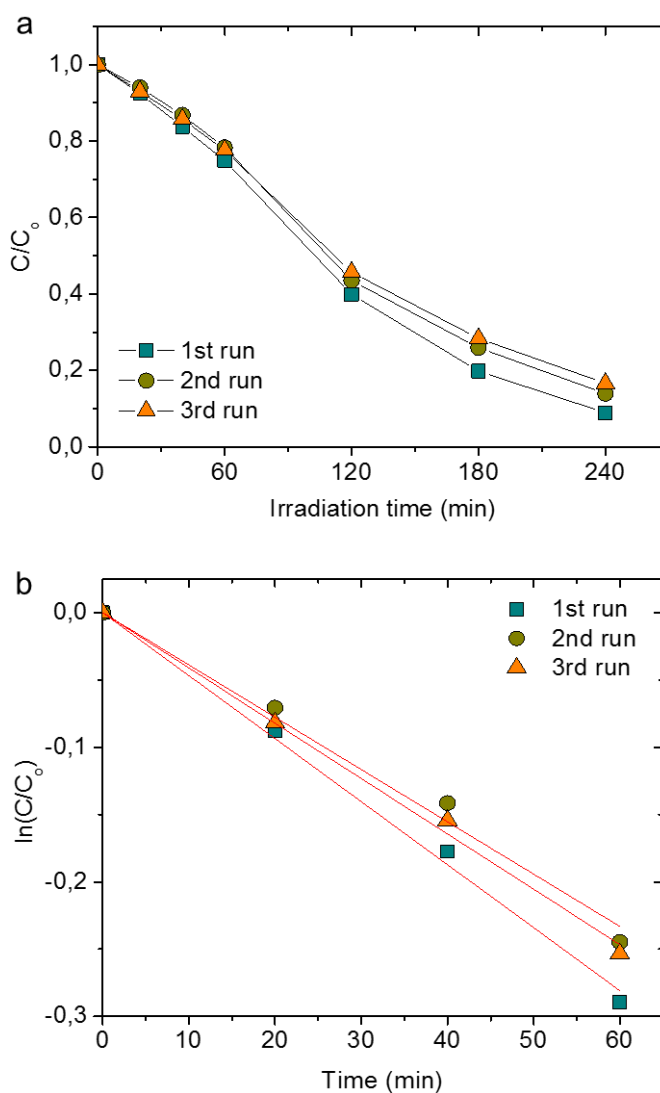 a
1,0
0,8
0,6
0,4
0,2
0,0
C/Co
1st run
2nd run
3rd run
0 60 120 180 240
Irradiation time (min)
b
0,0
-0,1
-0,2
-0,3
ln(C/Co)
1st run
2nd run
3rd run
0 10 20 30 40 50 60
Time (min)